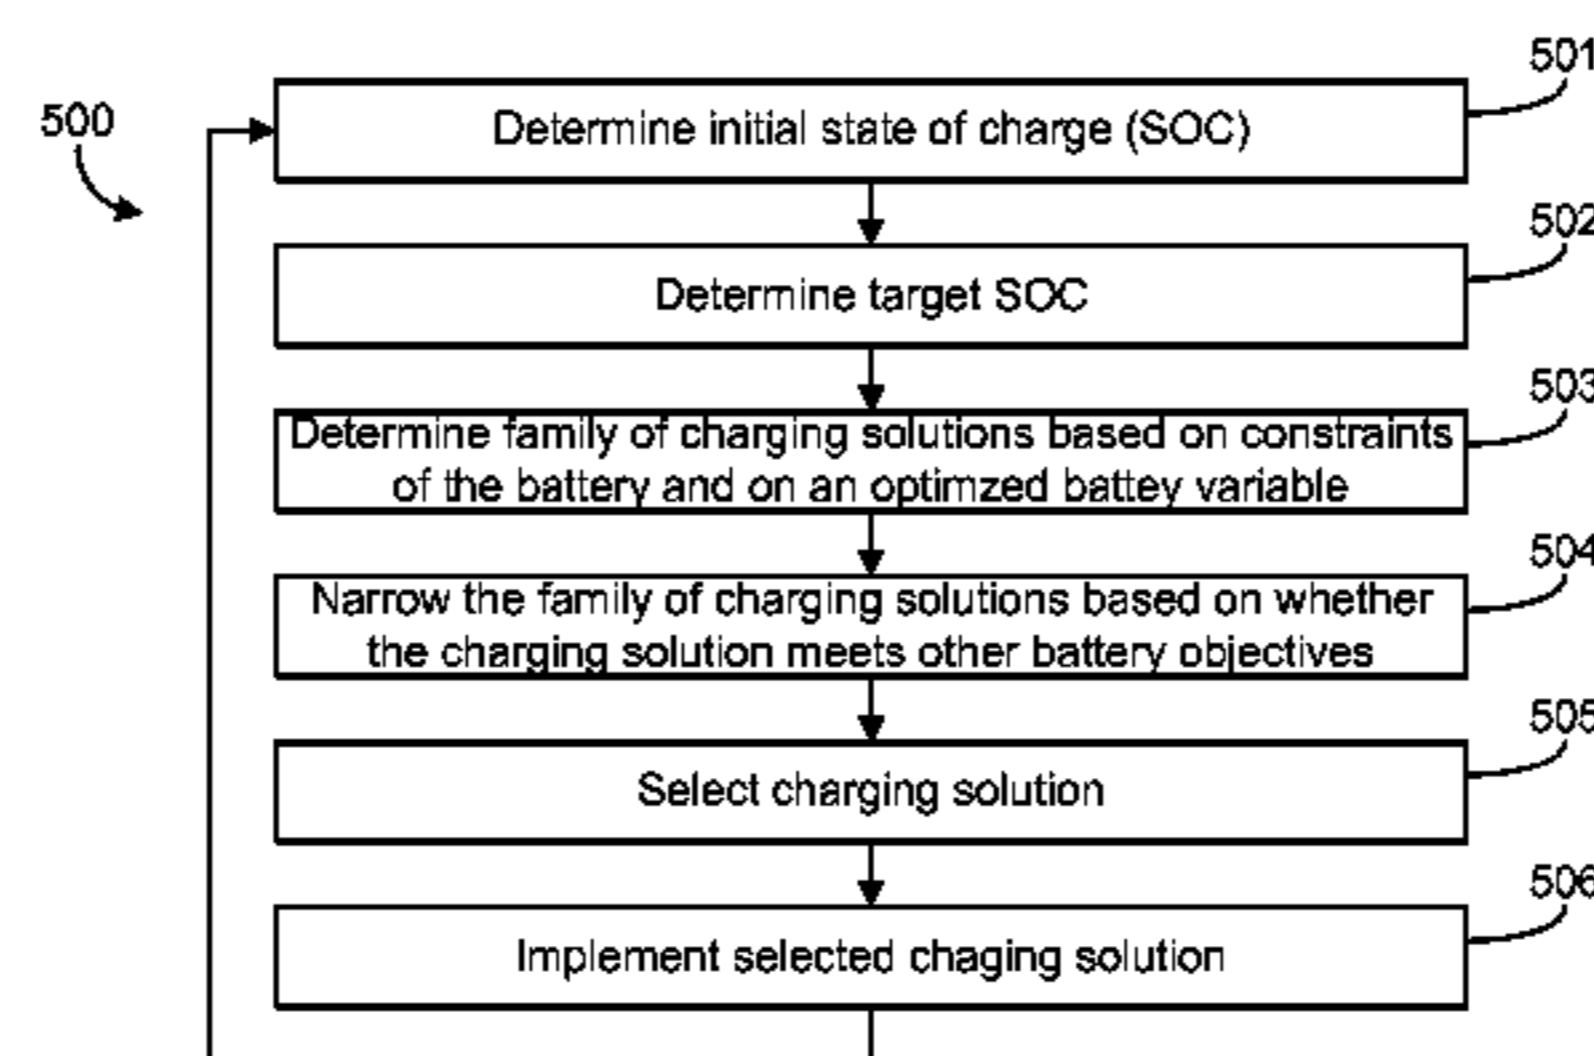 501
500
Determine initial state of charge (SOC)
502
Determine target SOC
503
Determine family of charging solutions based on constraints
of the battery and on an optimzed battey variable
504
Narrow the family of charging solutions based on whether
the charging solution meets other battery objectives
505
Select charging solution
506
Implement selected chaging solution